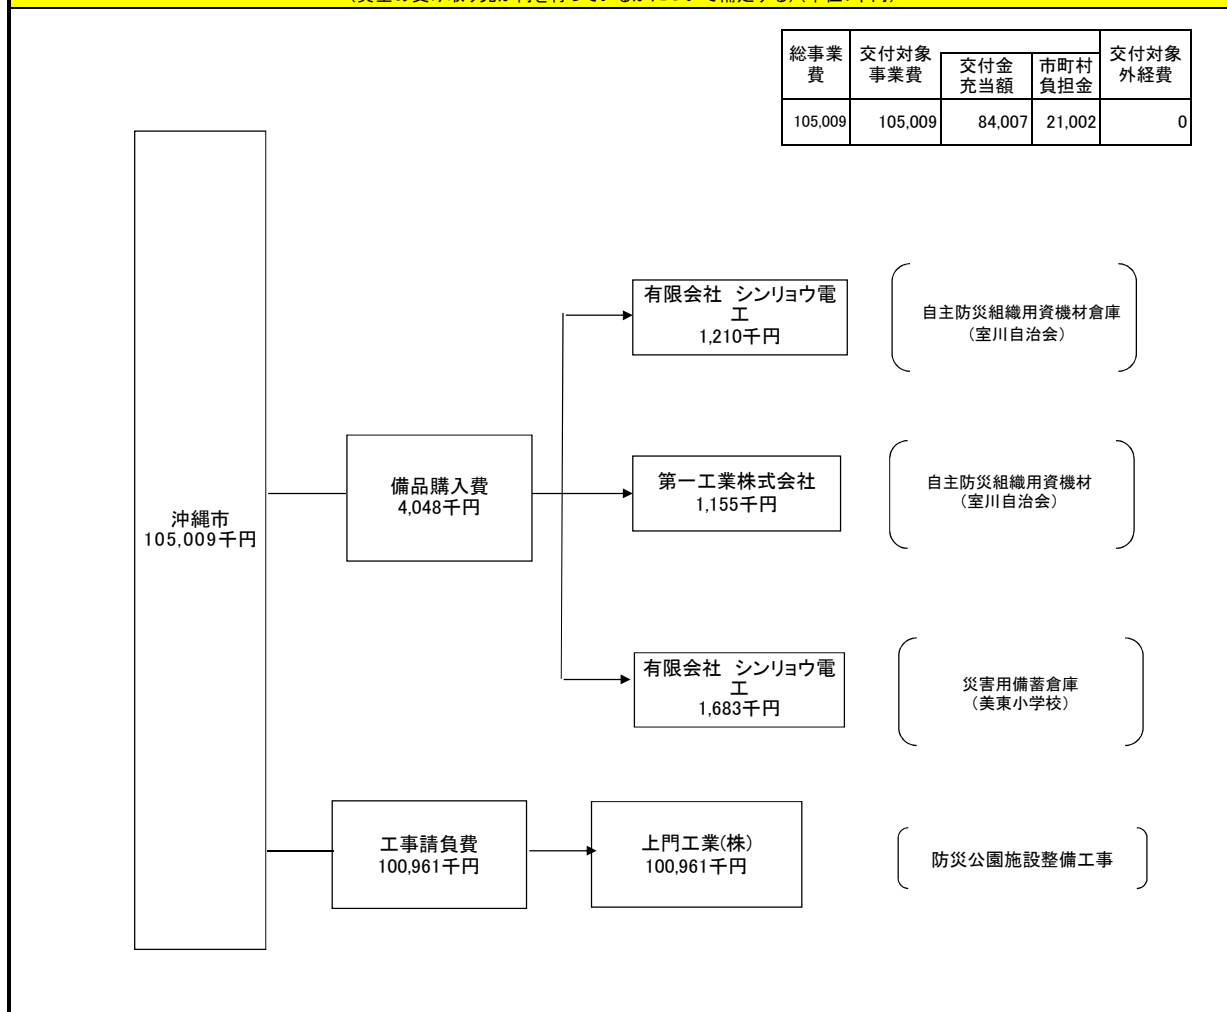 総事業費
交付対象事業費
交付金充当額
市町村負担金
交付対象外経費
105,009
105,009
84,007
21,002
0
有限会社 シンリョウ電工
1,210千円
自主防災組織用資機材倉庫
（室川自治会）
備品購入費
4,048千円
第一工業株式会社
1,155千円
自主防災組織用資機材
（室川自治会）
沖縄市
105,009千円
有限会社 シンリョウ電工
1,683千円
災害用備蓄倉庫
（美東小学校）
工事請負費
100,961千円
上門工業(株)
100,961千円
防災公園施設整備工事